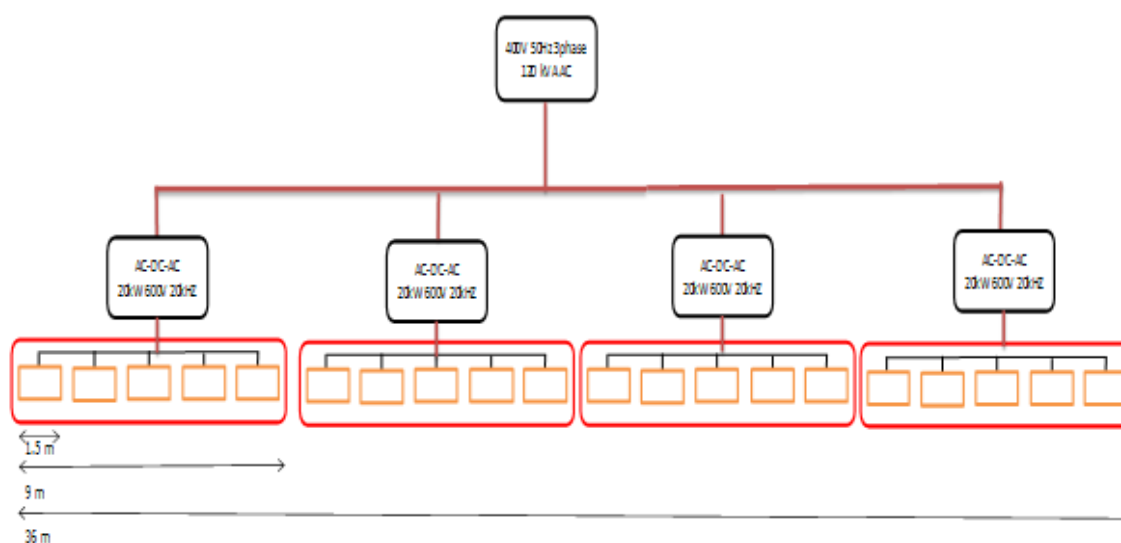 400V 50Hz 3phase
120 kVA AC
AC-DC-AC
20kW 600V 20kHZ
AC-DC-AC
20kW 600V 20kHZ
AC-DC-AC
20kW 600V 20kHZ
AC-DC-AC
20kW 600V 20kHZ
1.5 m
9 m
36 m